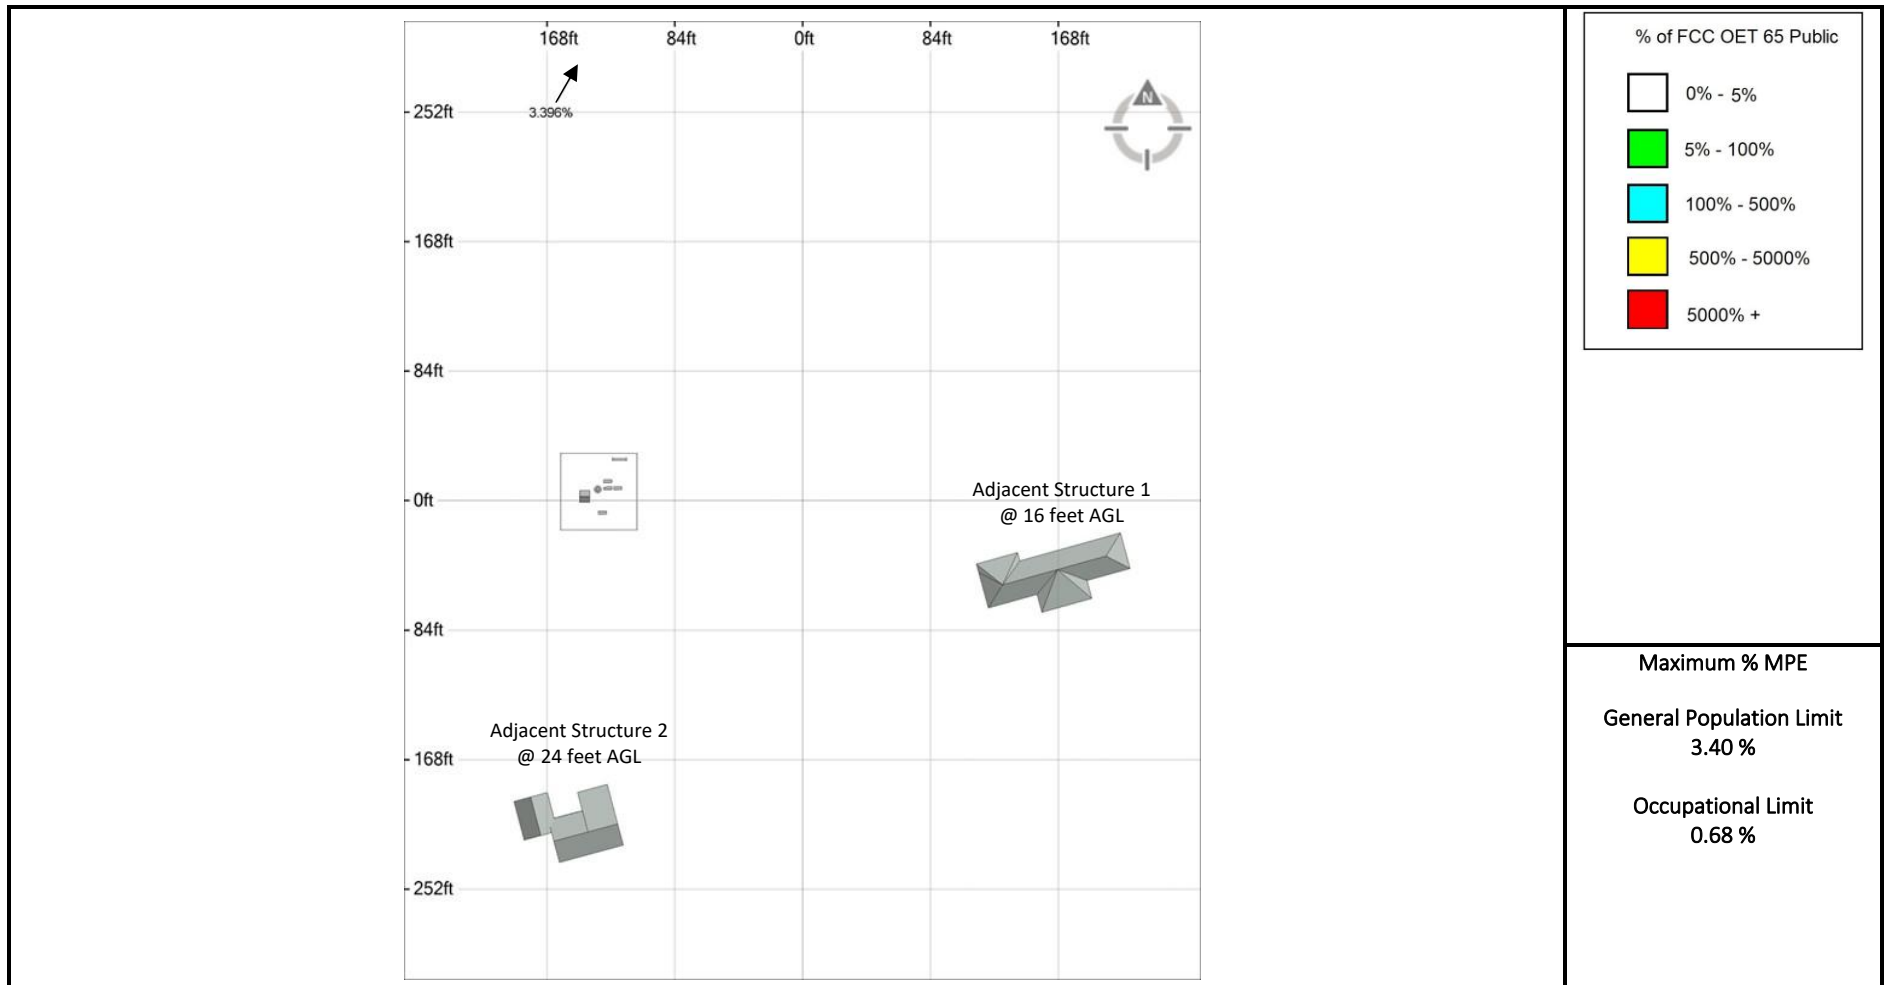 168ft 84ft 0ft 84ft 168ft
N
3.396%
252ft
168ft
84ft
0ft
84ft
168ft
252ft
Adjacent Structure 1
@ 16 feet AGL
Adjacent Structure 2
@ 24 feet AGL
% of FCC OET 65 Public
0% - 5%
5% - 100%
100% - 500%
500% - 5000%
5000% +
Maximum % MPE
General Population Limit
3.40 %
Occupational Limit
0.68 %